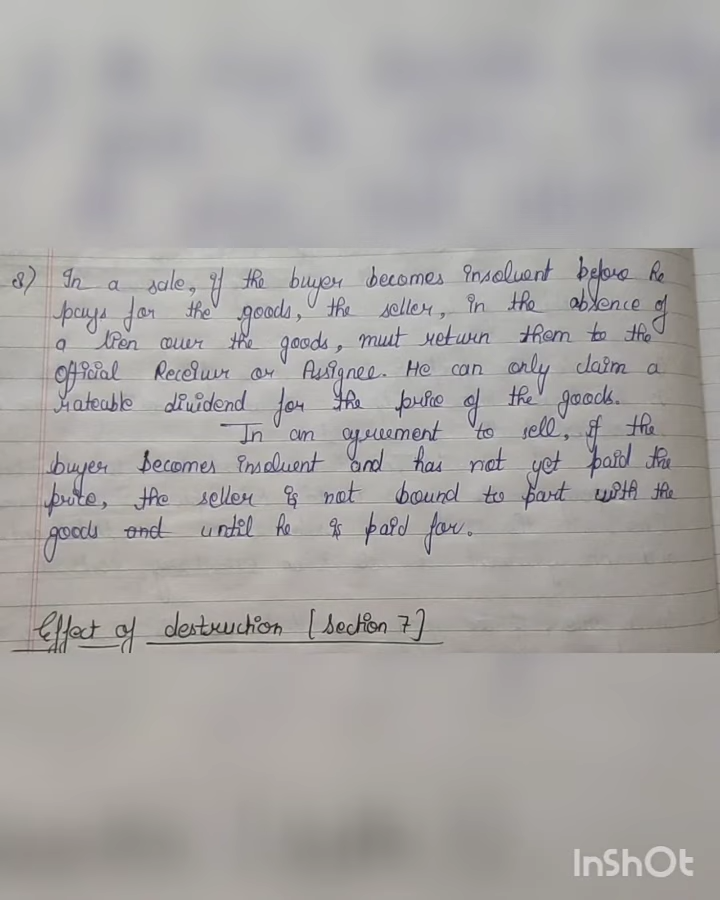 8) In a sale, if the buyer becomes insolvent before he
pays for the goods, the seller, in the absence of
a lien over the goods, must return them to the
official Receiver or Assignee. He can only claim a
rateable dividend for the price of the goods.
In an agreement to sell, if the
buyer becomes insolvent and has not yet paid the
price, the seller is not bound to part with the
goods and until he is paid for.
Effect of destruction [Section 7]
InShOt